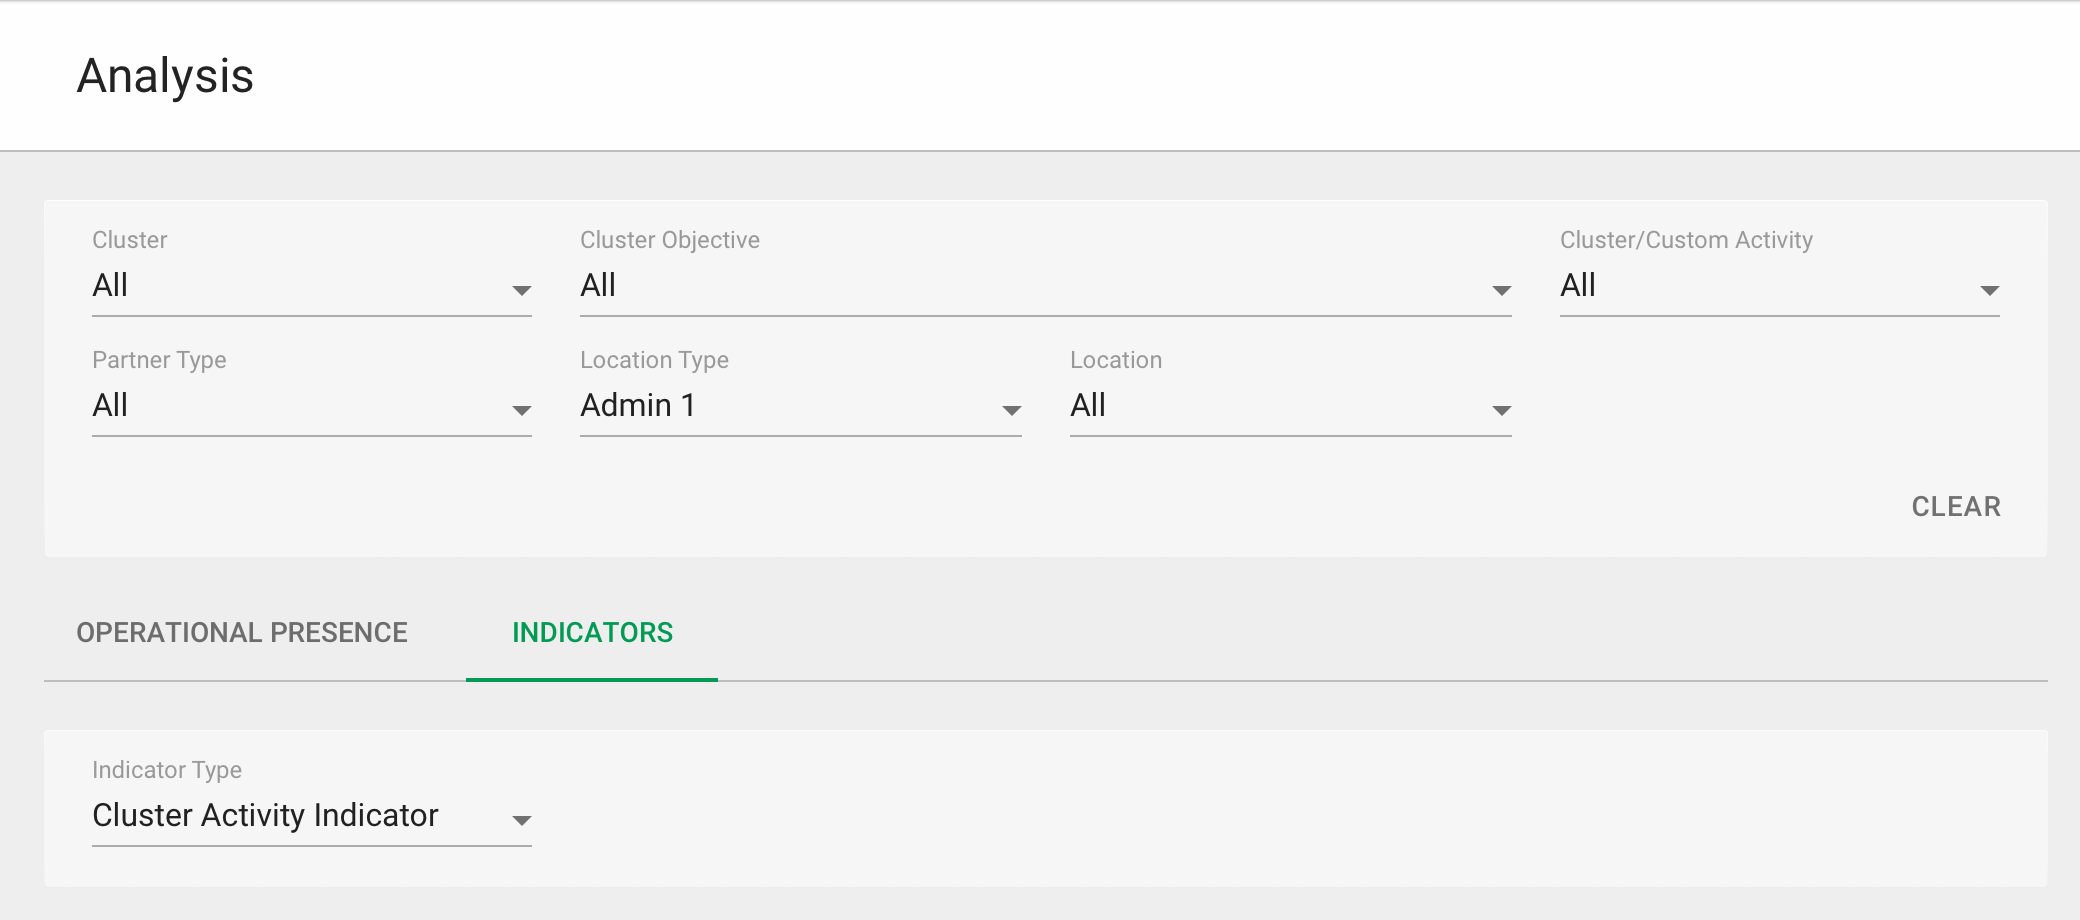 Analysis
Cluster
All
Cluster Objective
All
Cluster/Custom Activity
All
Partner Type
All
Location Type
Admin 1
Location
All
CLEAR
OPERATIONAL PRESENCE
INDICATORS
Indicator Type
Cluster Activity Indicator